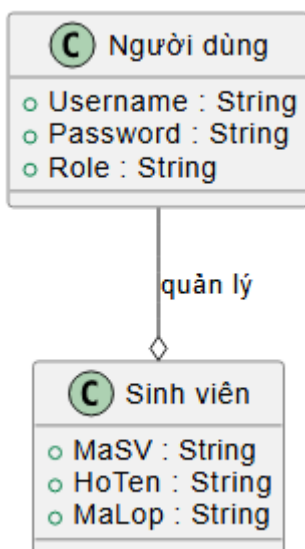 C Người dùng
Username : String
Password : String
Role : String
quản lý
C Sinh viên
MaSV : String
HoTen : String
MaLop : String